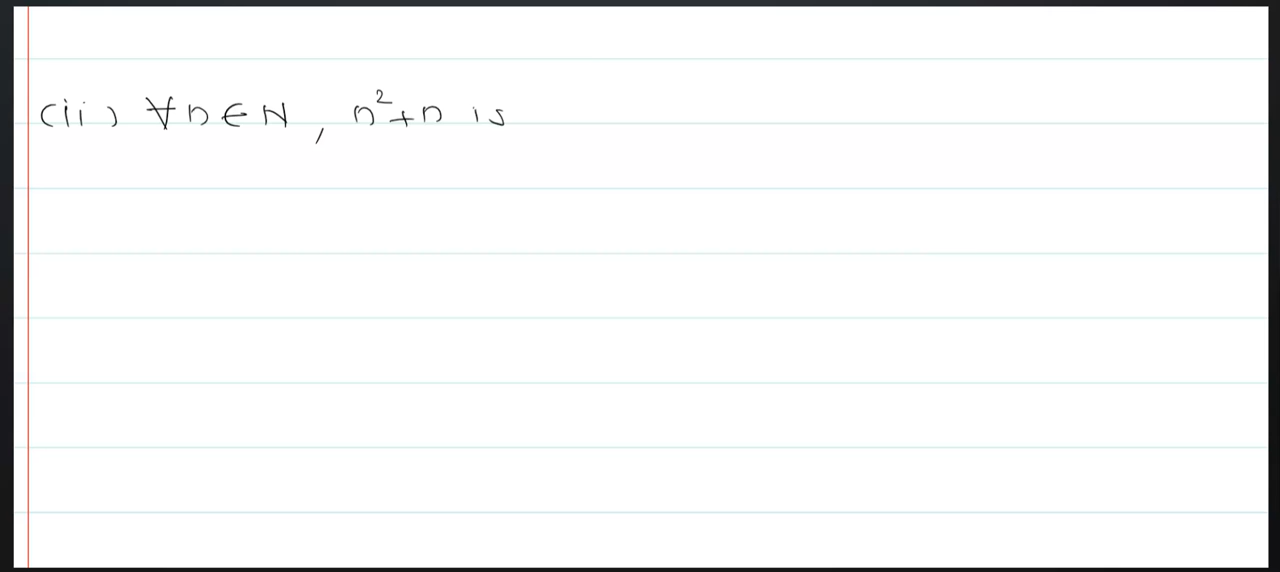 (ii) ∀n∈N, n²+n is